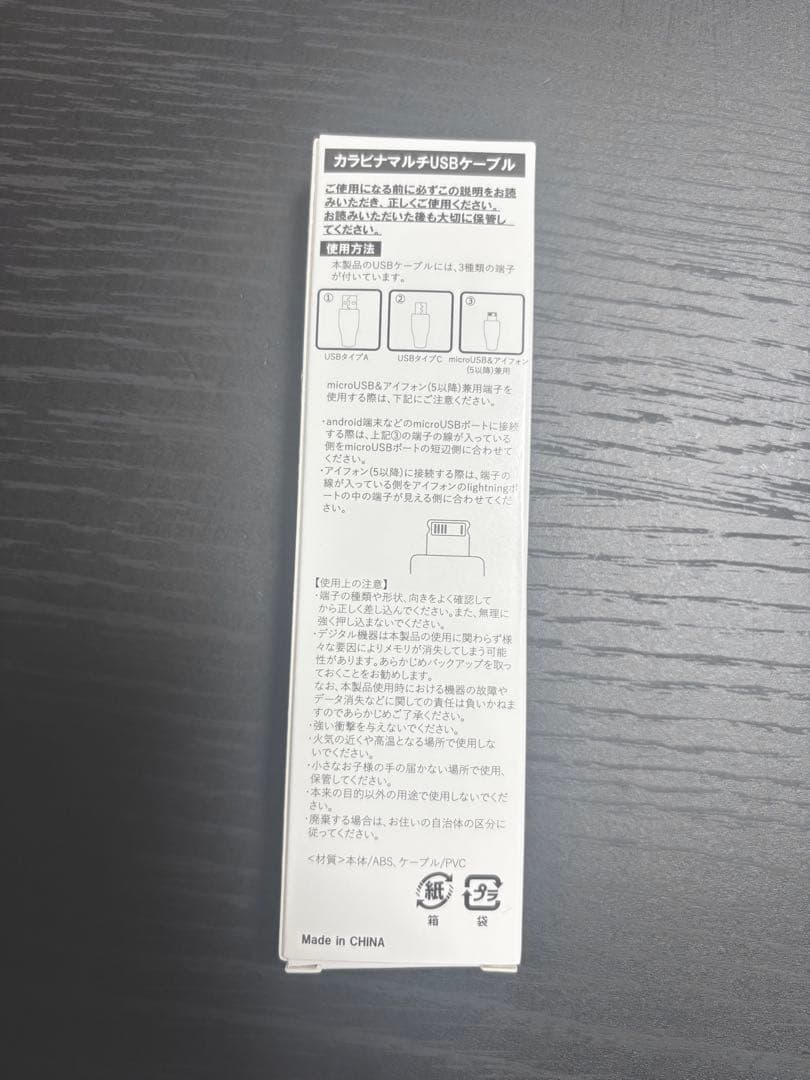 カラビナマルチUSBケーブル
ご使用になる前に必ずこの説明をお読
みいただき、正しくご使用ください。
お読みいただいた後も大切に保管し
てください。
使用方法
本製品のUSBケーブルには、3種類の端子
が付いています。
① ② ③
USBタイプA USBタイプC microUSB&アイフォン
(5以降)兼用
microUSB&アイフォン(5以降)兼用端子を
使用する際は、下記にご注意ください。
・android端末などのmicroUSBポートに接続
する際は、上記③の端子の線が入っている
側をmicroUSBポートの短辺側に合わせて
ください。
・アイフォン(5以降)に接続する際は、端子の
線が入っている側をアイフォンのlightningポ
ートの中の端子が見える側に合わせてくだ
さい。
【使用上の注意】
・端子の種類や形状、向きをよく確認して
から正しく差し込んでください。また、無理に
強く押し込まないでください。
・デジタル機器は本製品の使用に関わらず様
々な要因によりメモリが消失してしまう可能
性があります。あらかじめバックアップを取っ
ておくことをお勧めします。
なお、本製品使用時における機器の故障や
データ消失などに関しての責任は負いかねま
すのであらかじめご了承ください。
・強い衝撃を与えないでください。
・火気の近くや高温となる場所で使用しな
いでください。
・小さなお子様の手の届かない場所で使用、
保管してください。
・本来の目的以外の用途で使用しないでくだ
さい。
・廃棄する場合は、お住いの自治体の区分に
従ってください。
<材質>本体/ABS、ケーブル/PVC
紙 プラ
箱 袋
Made in CHINA